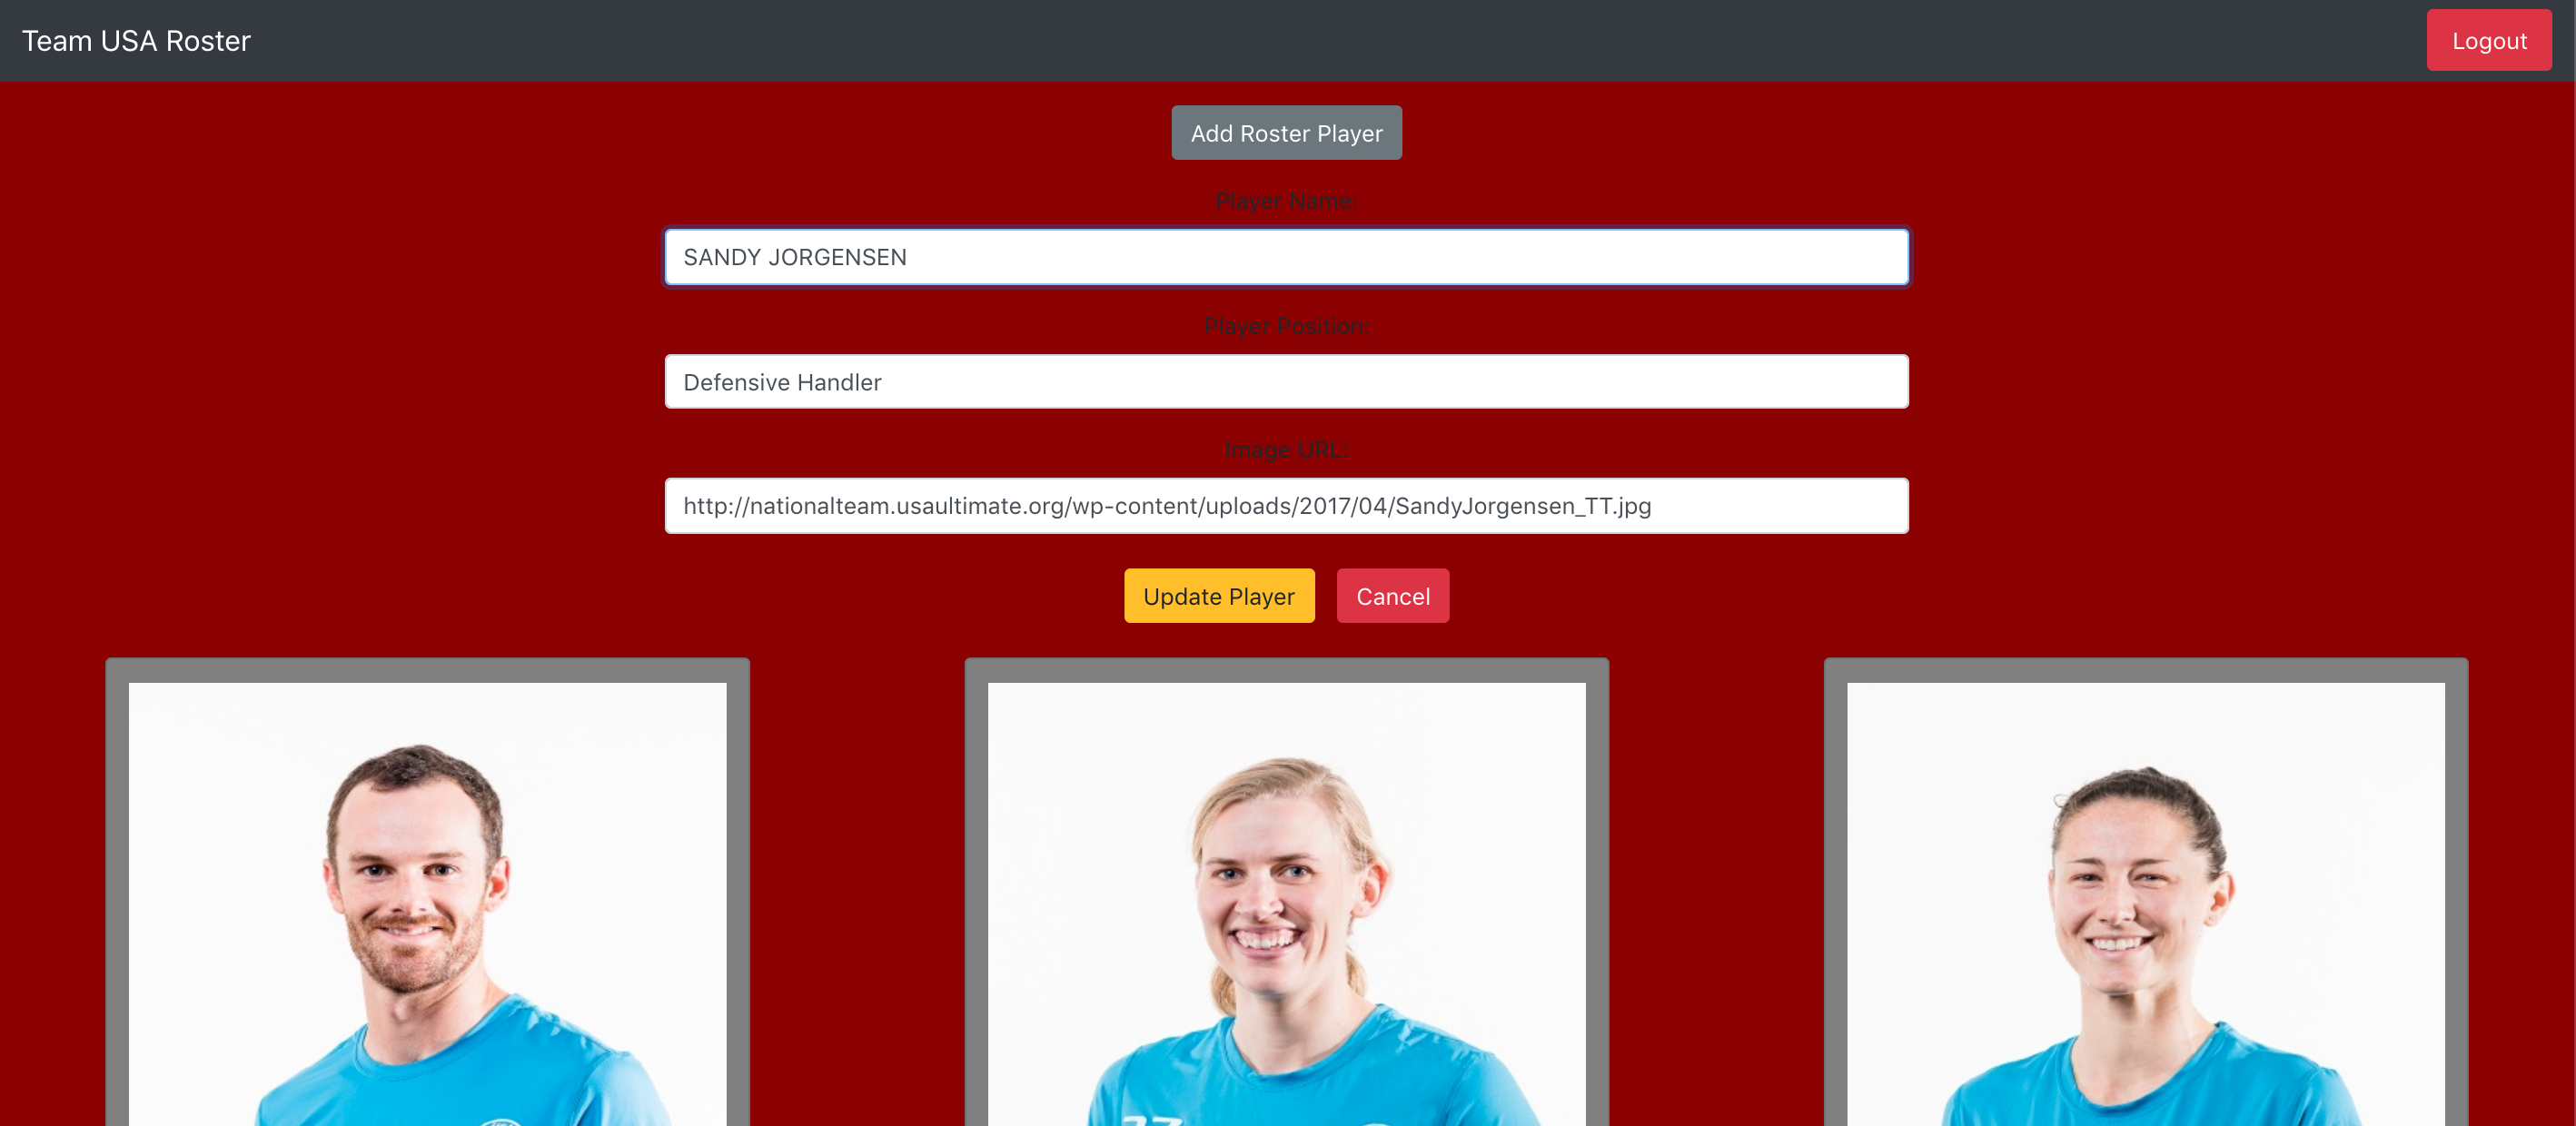 Team USA Roster
Logout
Add Roster Player
Player Name:
SANDY JORGENSEN
Player Position:
Defensive Handler
Image URL:
http://nationalteam.usaultimate.org/wp-content/uploads/2017/04/SandyJorgensen_TT.jpg
Update Player
Cancel